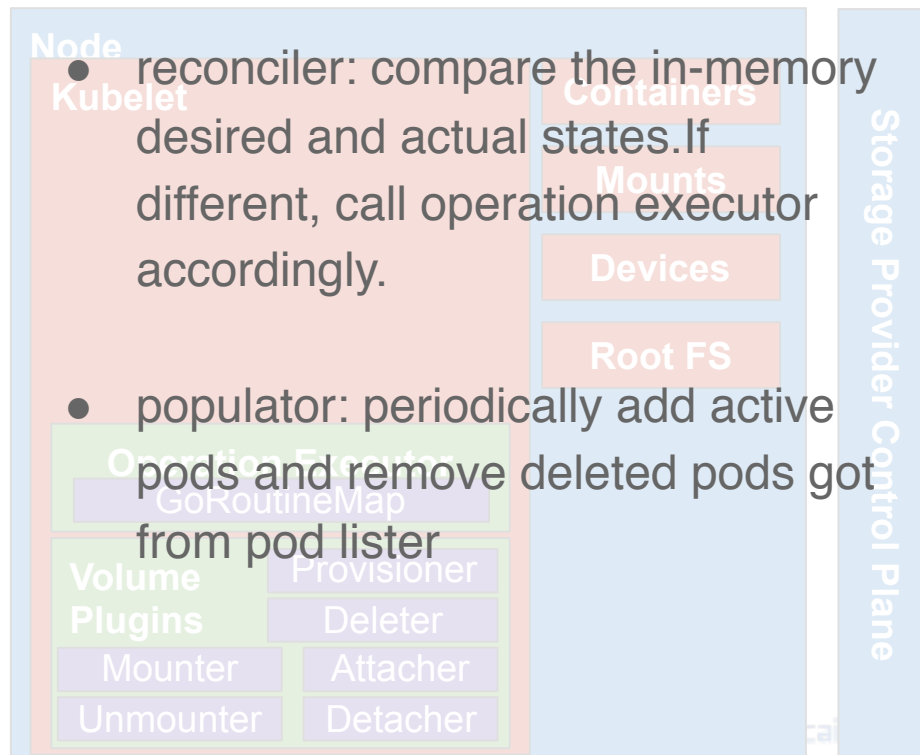 Node
● reconciler: compare the in-memory
desired and actual states.If
different, call operation executor
accordingly.
● populator: periodically add active
pods and remove deleted pods got
from pod lister
Kubelet
Containers
Mounts
Devices
Root FS
Operation Executor
GoRoutineMap
Volume
Plugins
Provisioner
Deleter
Mounter
Attacher
Unmounter
Detacher
Storage Provider Control Plane